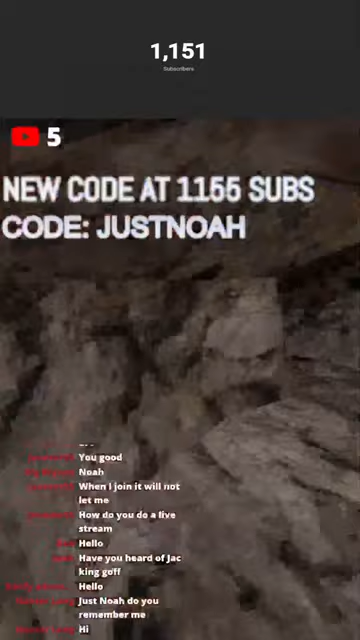 1,151
Subscribers
5
NEW CODE AT 1155 SUBS
CODE: JUSTNOAH
You good
Noah
When I join it will not
let me
How do you do a live
stream
Hello
Have you heard of Jac
king goff
Hello
Just Noah do you
remember me
Hi